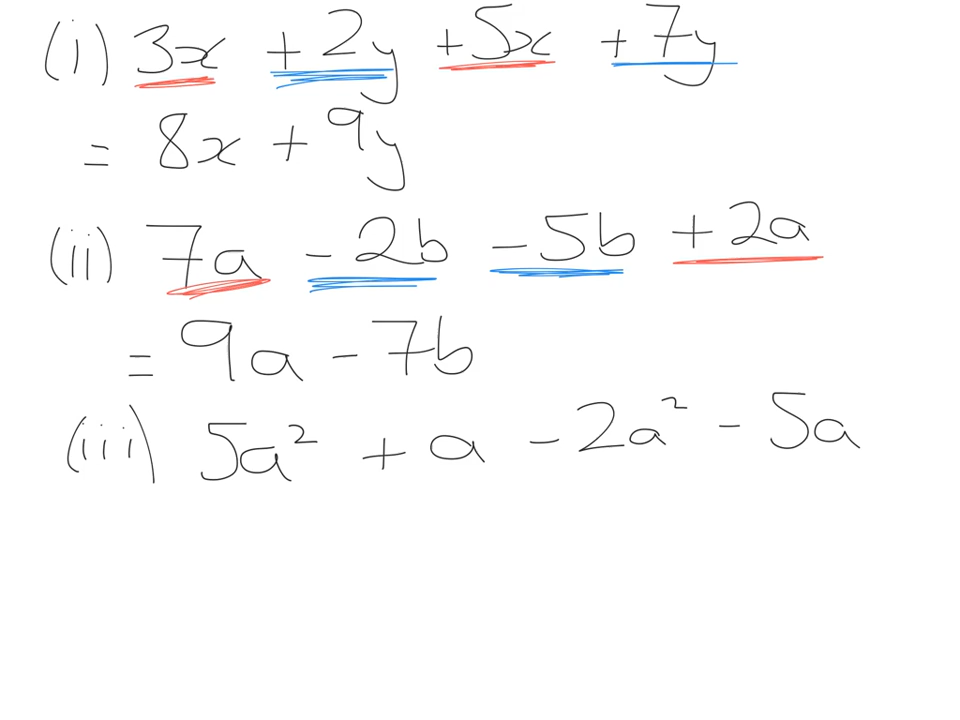 (i) 3x + 2y + 5x + 7y
= 8x + 9y
(ii) 7a - 2b - 5b + 2a
= 9a - 7b
(iii) 5a² + a - 2a² - 5a